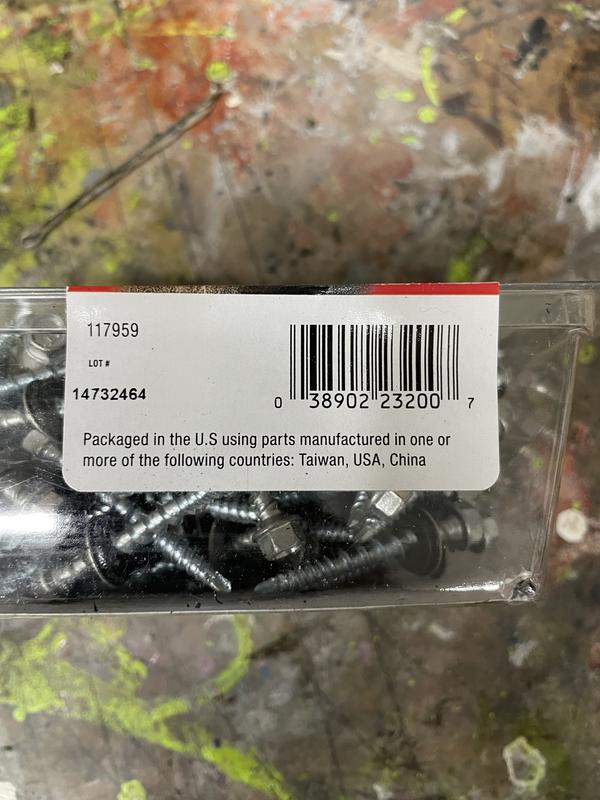 117959
LOT #
14732464
0 38902 23200 7
Packaged in the U.S using parts manufactured in one or
more of the following countries: Taiwan, USA, China